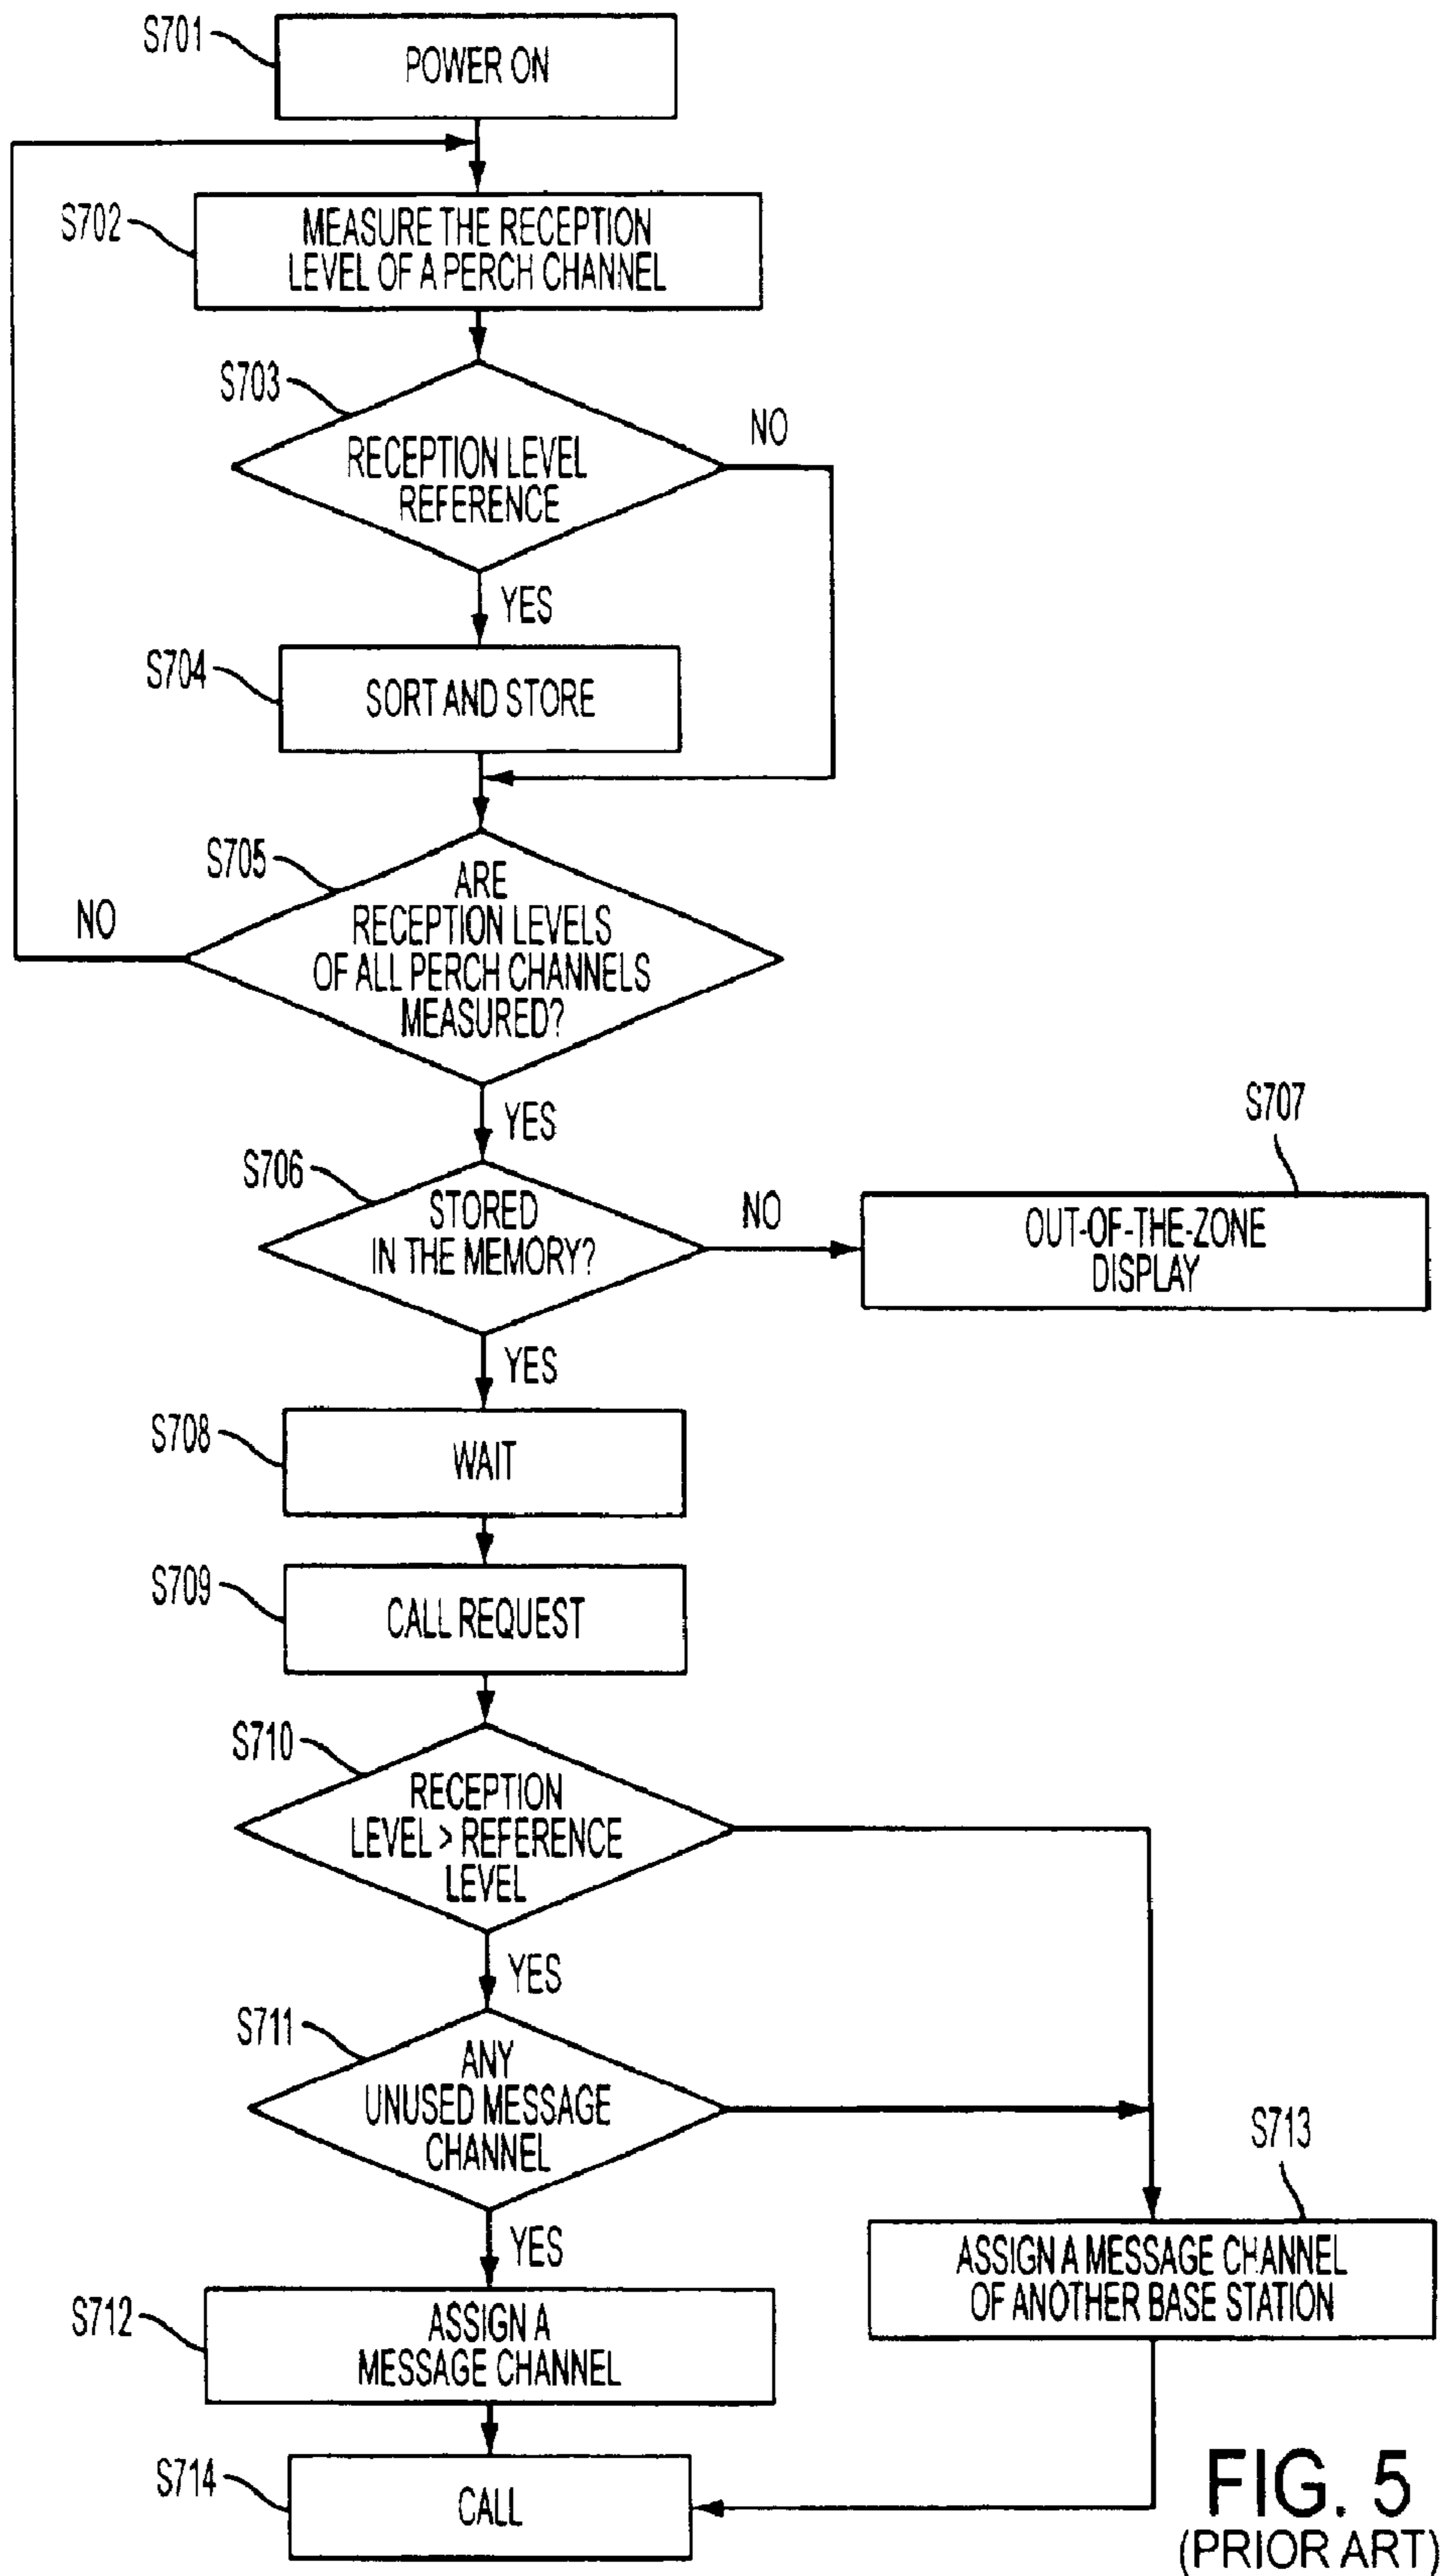 S701
POWER ON
S702
MEASURE THE RECEPTION
LEVEL OF A PERCH CHANNEL
S703
NO
RECEPTION LEVEL
REFERENCE
YES
S704
SORT AND STORE
S705
ARE
RECEPTION LEVELS
OF ALL PERCH CHANNELS
MEASURED?
NO
YES
S706
STORED
IN THE MEMORY?
NO
S707
OUT-OF-THE-ZONE
DISPLAY
YES
S708
WAIT
S709
CALL REQUEST
S710
RECEPTION
LEVEL > REFERENCE
LEVEL
YES
S711
ANY
UNUSED MESSAGE
CHANNEL
YES
S713
ASSIGN A MESSAGE CHANNEL
OF ANOTHER BASE STATION
S712
ASSIGN A
MESSAGE CHANNEL
S714
CALL
FIG. 5
(PRIOR ART)